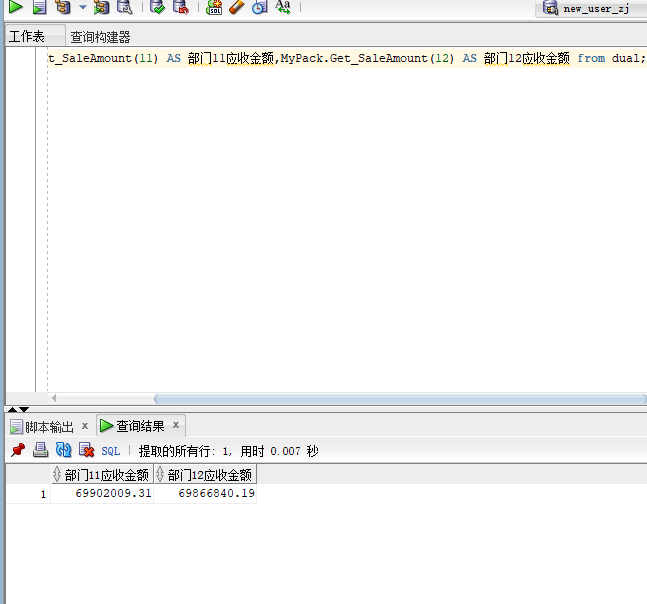 new_user_zj
工作表
查询构建器
t_SaleAmount(11) AS 部门11应收金额,MyPack.Get_SaleAmount(12) AS 部门12应收金额 from dual;
脚本输出 x
查询结果 x
SQL | 提取的所有行: 1, 用时 0.007 秒
部门11应收金额 部门12应收金额
1 69902009.31 69866840.19